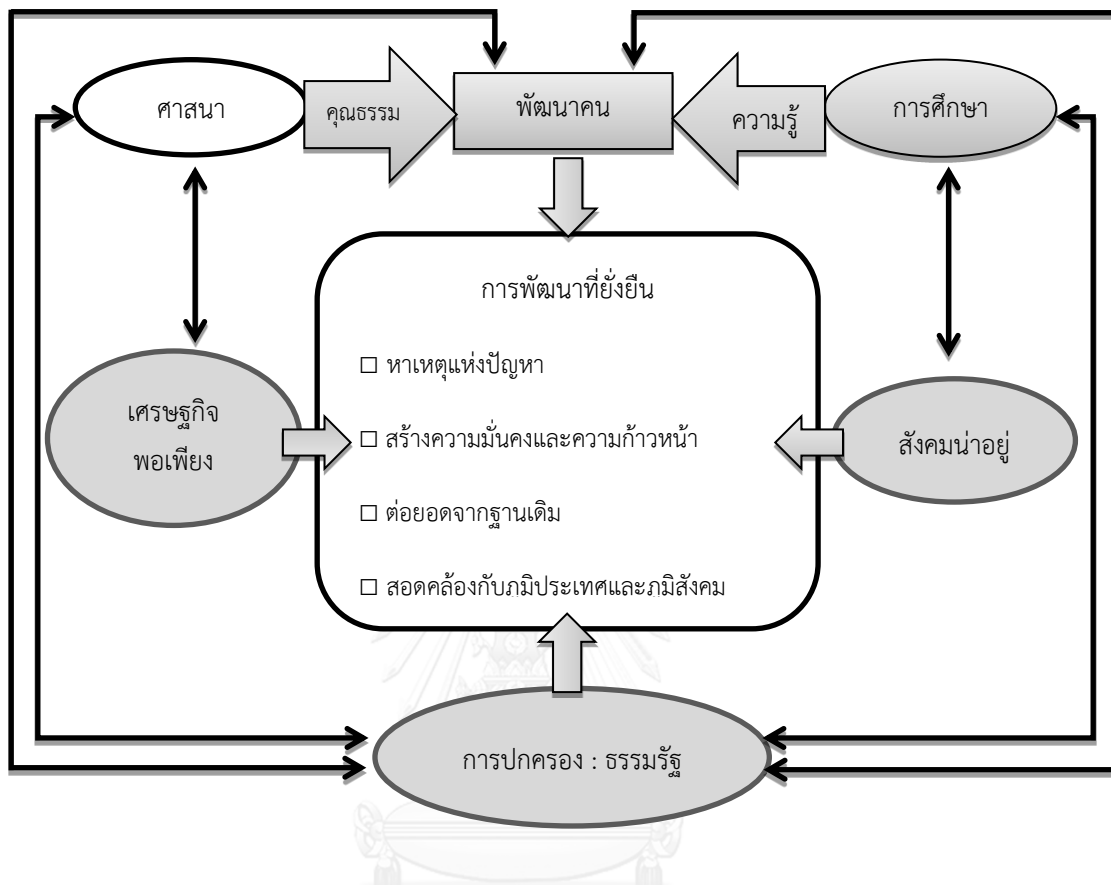 ศาสนา
คุณธรรม
พัฒนาคน
ความรู้
การศึกษา
การพัฒนาที่ยั่งยืน
□ หาเหตุแห่งปัญหา
□ สร้างความมั่นคงและความก้าวหน้า
□ ต่อยอดจากฐานเดิม
□ สอดคล้องกับภูมิประเทศและภูมิสังคม
เศรษฐกิจ
พอเพียง
สังคมน่าอยู่
การปกครอง : ธรรมรัฐ